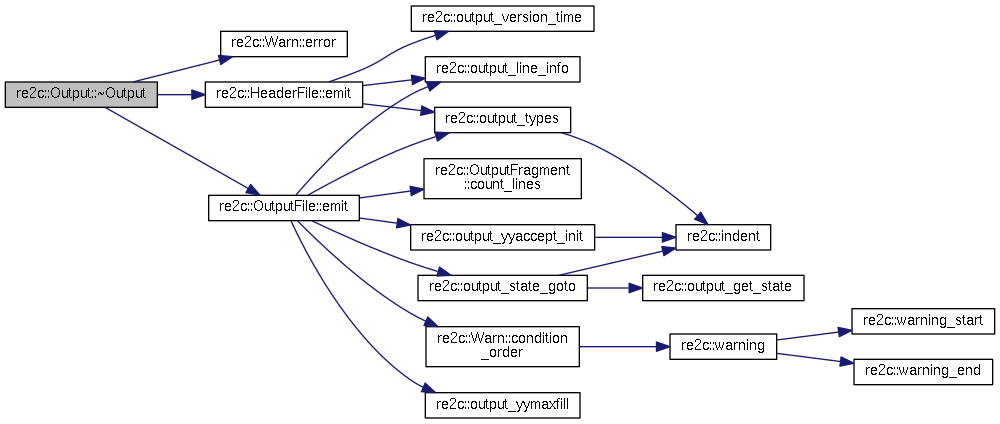 re2c::Output::~Output
re2c::Warn::error
re2c::HeaderFile::emit
re2c::OutputFile::emit
re2c::output_version_time
re2c::output_line_info
re2c::output_types
re2c::OutputFragment
::count_lines
re2c::output_yyaccept_init
re2c::output_state_goto
re2c::Warn::condition
_order
re2c::output_yymaxfill
re2c::indent
re2c::output_get_state
re2c::warning
re2c::warning_start
re2c::warning_end